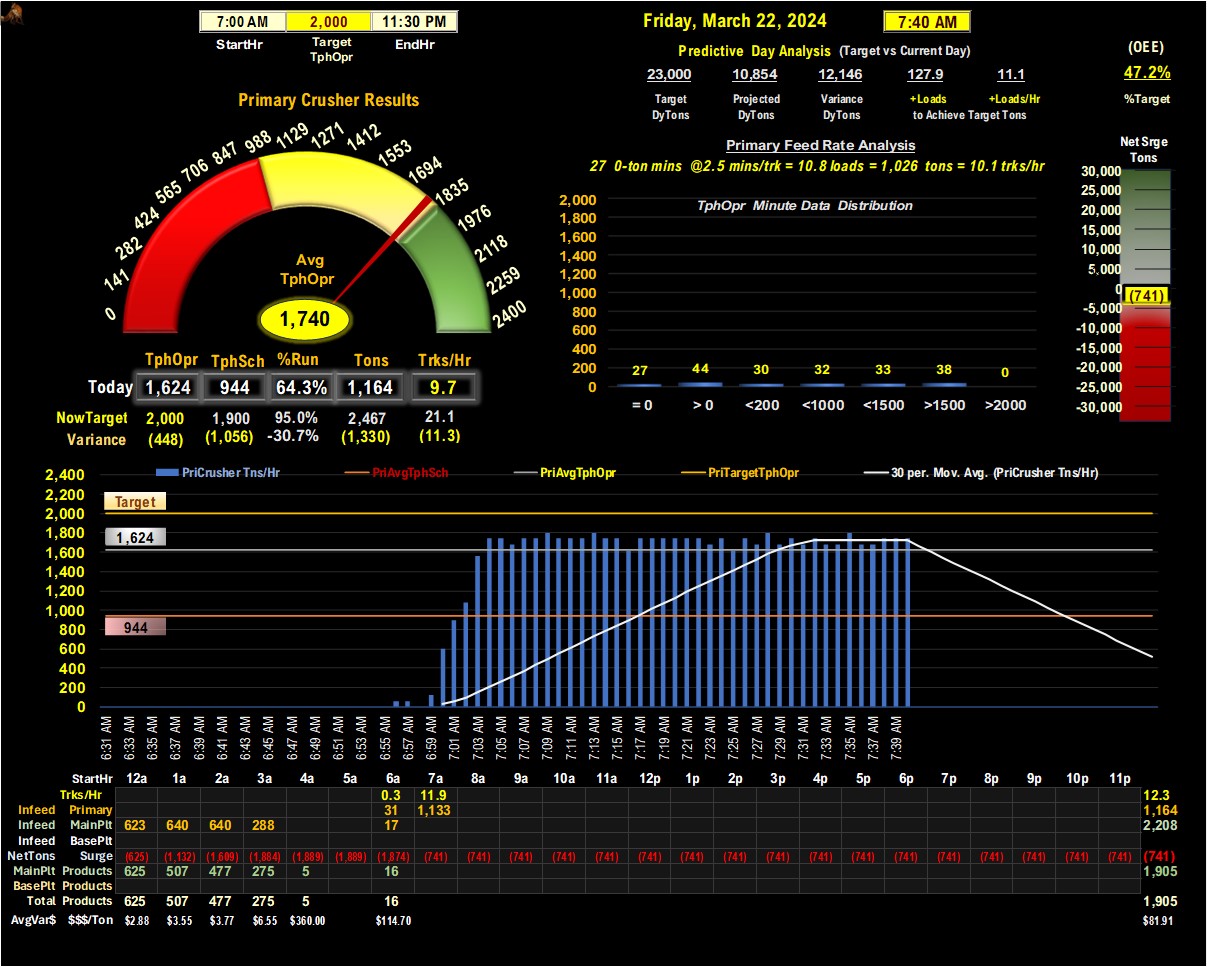 7:00 AM 2,000 11:30 PM
StartHr Target TphOpr EndHr
Friday, March 22, 2024 7:40 AM
Predictive Day Analysis (Target vs Current Day)
23,000 10,854 12,146 127.9 11.1
Target DyTons Projected DyTons Variance DyTons +Loads +Loads/Hr
to Achieve Target Tons
(OEE)
47.2%
%Target
Primary Crusher Results
0 141 282 424 565 706 847 988 1129 1271 1412 1553 1694 1835 1976 2118 2259 2400
Avg
TphOpr
1,740
TphOpr TphSch %Run Tons Trks/Hr
Today 1,624 944 64.3% 1,164 9.7
NowTarget 2,000 1,900 95.0% 2,467 21.1
Variance (448) (1,056) -30.7% (1,330) (11.3)
Primary Feed Rate Analysis
27 0-ton mins @2.5 mins/trk = 10.8 loads = 1,026 tons = 10.1 trks/hr
TphOpr Minute Data Distribution
2,000
1,800
1,600
1,400
1,200
1,000
800
600
400
200
0
27 44 30 32 33 38 0
= 0 > 0 <200 <1000 <1500 >1500 >2000
Net Srge
Tons
30,000
25,000
20,000
15,000
10,000
5,000
0
(741)
-5,000
-10,000
-15,000
-20,000
-25,000
-30,000
PriCrusher Tns/Hr PriAvgTphSch PriAvgTphOpr PriTargetTphOpr 30 per. Mov. Avg. (PriCrusher Tns/Hr)
2,400
2,200
2,000
1,800
1,600
1,400
1,200
1,000
800
600
400
200
0
Target
1,624
944
6:31 AM 6:33 AM 6:35 AM 6:37 AM 6:39 AM 6:41 AM 6:43 AM 6:45 AM 6:47 AM 6:49 AM 6:51 AM 6:53 AM 6:55 AM 6:57 AM 6:59 AM 7:01 AM 7:03 AM 7:05 AM 7:07 AM 7:09 AM 7:11 AM 7:13 AM 7:15 AM 7:17 AM 7:19 AM 7:21 AM 7:23 AM 7:25 AM 7:27 AM 7:29 AM 7:31 AM 7:33 AM 7:35 AM 7:37 AM 7:39 AM
StartHr 12a 1a 2a 3a 4a 5a 6a 7a 8a 9a 10a 11a 12p 1p 2p 3p 4p 5p 6p 7p 8p 9p 10p 11p
Trks/Hr 0.3 11.9 12.3
Infeed Primary 31 1,133 1,164
Infeed MainPlt 623 640 640 288 17 2,208
Infeed BasePlt
NetTons Surge (625) (1,132) (1,609) (1,884) (1,889) (1,889) (1,874) (741) (741) (741) (741) (741) (741) (741) (741) (741) (741) (741) (741) (741) (741) (741) (741) (741) (741)
MainPlt Products 625 507 477 275 5 16 1,905
BasePlt Products
Total Products 625 507 477 275 5 16 1,905
AvgVar$ $$$/Ton $2.88 $3.55 $3.77 $6.55 $360.00 $114.70 $81.91